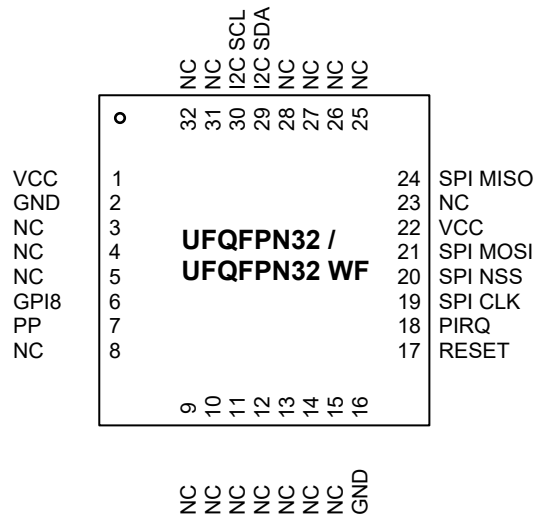 NC NC I2C SCL I2C SDA NC NC NC NC
32 31 30 29 28 27 26 25
VCC 1 24 SPI MISO
GND 2 23 NC
NC 3 22 VCC
NC 4 UFQFPN32 / 21 SPI MOSI
NC 5 UFQFPN32 WF 20 SPI NSS
GPI8 6 19 SPI CLK
PP 7 18 PIRQ
NC 8 17 RESET
9 10 11 12 13 14 15 16
NC NC NC NC NC NC NC GND